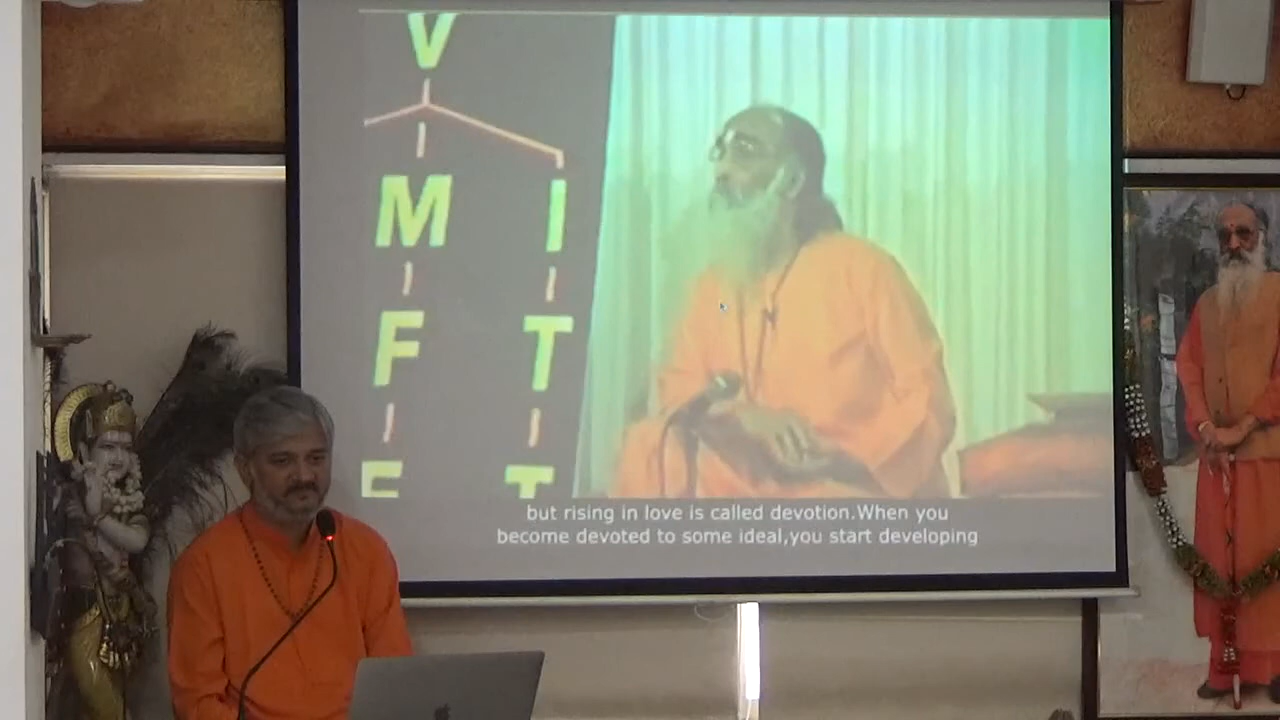 V
M I
F T
E T
but rising in love is called devotion.When you
become devoted to some ideal,you start developing